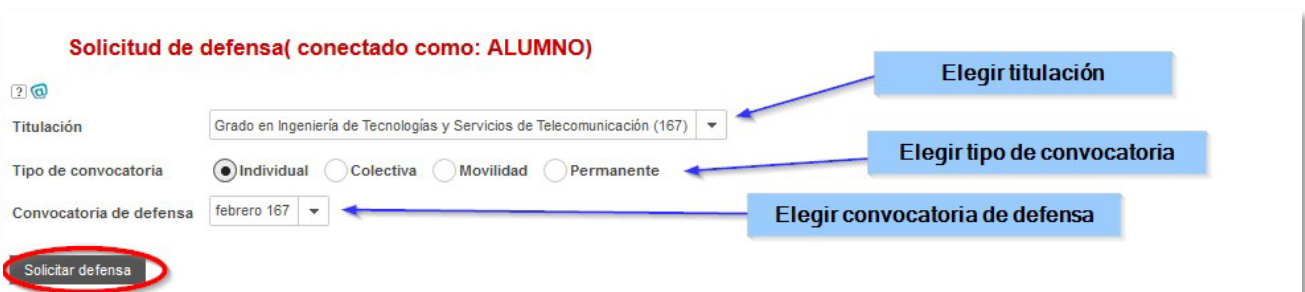 Solicitud de defensa( conectado como: ALUMNO)
Elegir titulación
? @
Titulación
Grado en Ingeniería de Tecnologías y Servicios de Telecomunicación (167)
Elegir tipo de convocatoria
Tipo de convocatoria
Individual Colectiva Movilidad Permanente
Convocatoria de defensa
febrero 167
Elegir convocatoria de defensa
Solicitar defensa